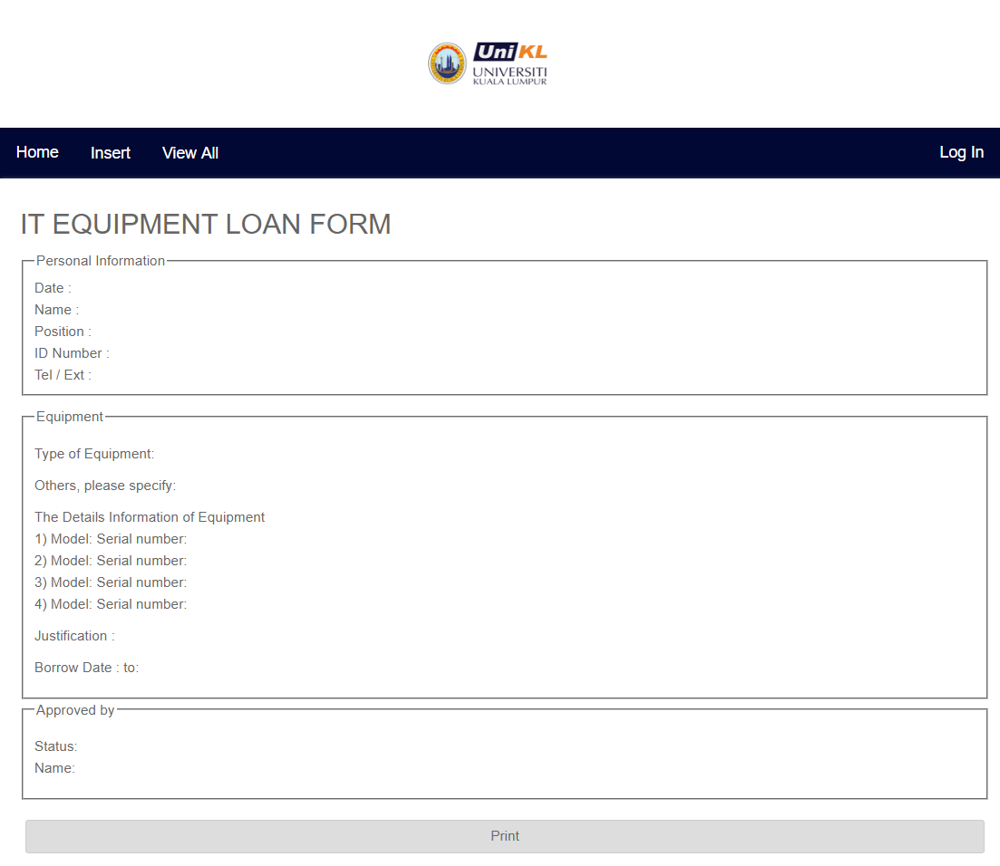 UniKL
UNIVERSITI
KUALA LUMPUR
Home Insert View All Log In
IT EQUIPMENT LOAN FORM
Personal Information
Date :
Name :
Position :
ID Number :
Tel / Ext :
Equipment
Type of Equipment:
Others, please specify:
The Details Information of Equipment
1) Model: Serial number:
2) Model: Serial number:
3) Model: Serial number:
4) Model: Serial number:
Justification :
Borrow Date : to:
Approved by
Status:
Name:
Print